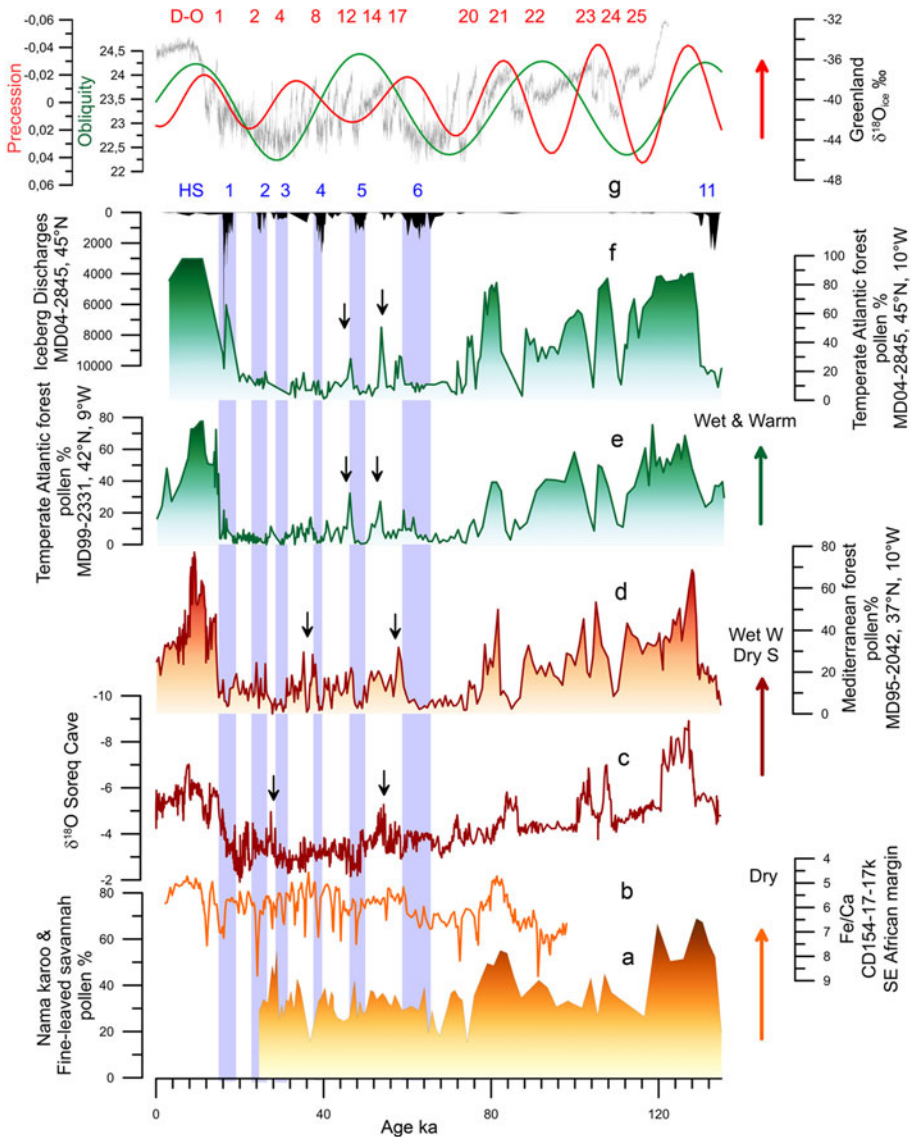 D-O 1 2 4 8 12 14 17 20 21 22 23 24 25
Precession
-0,06
-0,04
-0,02
0
0,02
0,04
0,06
Obliquity
24,5
24
23,5
23
22,5
22
Greenland
δ18Oice ‰
-32
-36
-40
-44
-48
HS 1 2 3 4 5 6 11
g
Iceberg Discharges
MD04-2845, 45°N
0
2000
4000
6000
8000
10000
f
Temperate Atlantic forest
pollen %
MD04-2845, 45°N, 10°W
100
80
60
40
20
0
Temperate Atlantic forest
pollen %
MD99-2331, 42°N, 9°W
80
60
40
20
0
e
Wet & Warm
d
Mediterranean forest
pollen%
MD95-2042, 37°N, 10°W
80
60
40
20
0
Wet W
Dry S
δ18O Soreq Cave
-10
-8
-6
-4
-2
c
b
Dry
Fe/Ca
CD154-17-17k
SE African margin
4
5
6
7
8
9
Nama karoo &
Fine-leaved savannah
pollen %
80
60
40
20
0
a
0 40 80 120
Age ka